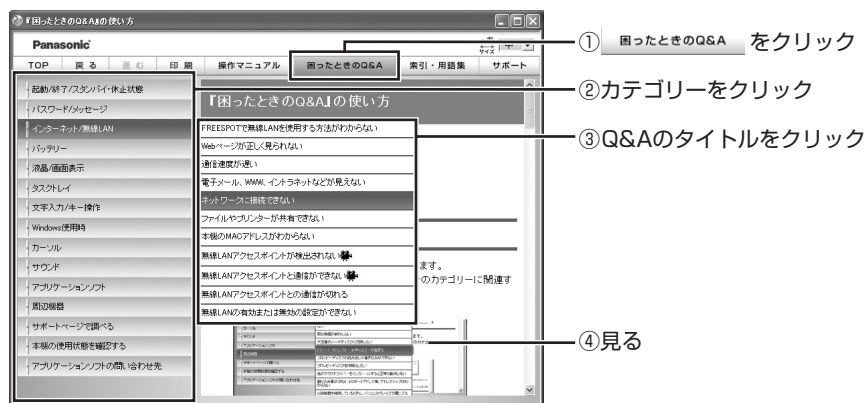 『困ったときのQ&A』の使い方
Panasonic
サイズ 中
TOP 戻る 進む 印刷 操作マニュアル 困ったときのQ&A 索引・用語集 サポート
① 困ったときのQ&A をクリック
②カテゴリーをクリック
③Q&Aのタイトルをクリック
④見る
起動/終了/スタンバイ・休止状態
パスワード/メッセージ
インターネット/無線LAN
バッテリー
液晶/画面表示
タスクトレイ
文字入力/キー操作
Windows使用時
カーソル
サウンド
アプリケーションソフト
周辺機器
サポートページで調べる
本機の使用状態を確認する
アプリケーションソフトの問い合わせ先
『困ったときのQ&A』の使い方
FREESPOTで無線LANを使用する方法がわからない
Webページが正しく見られない
通信速度が遅い
電子メール、WWW、イントラネットなどが見えない
ネットワークに接続できない
ファイルやプリンターが共有できない
本機のMACアドレスがわからない
無線LANアクセスポイントが検出されない
無線LANアクセスポイントと通信ができない
無線LANアクセスポイントとの通信が切れる
無線LANの有効または無効の設定ができない
ます。
のカテゴリーに関連す